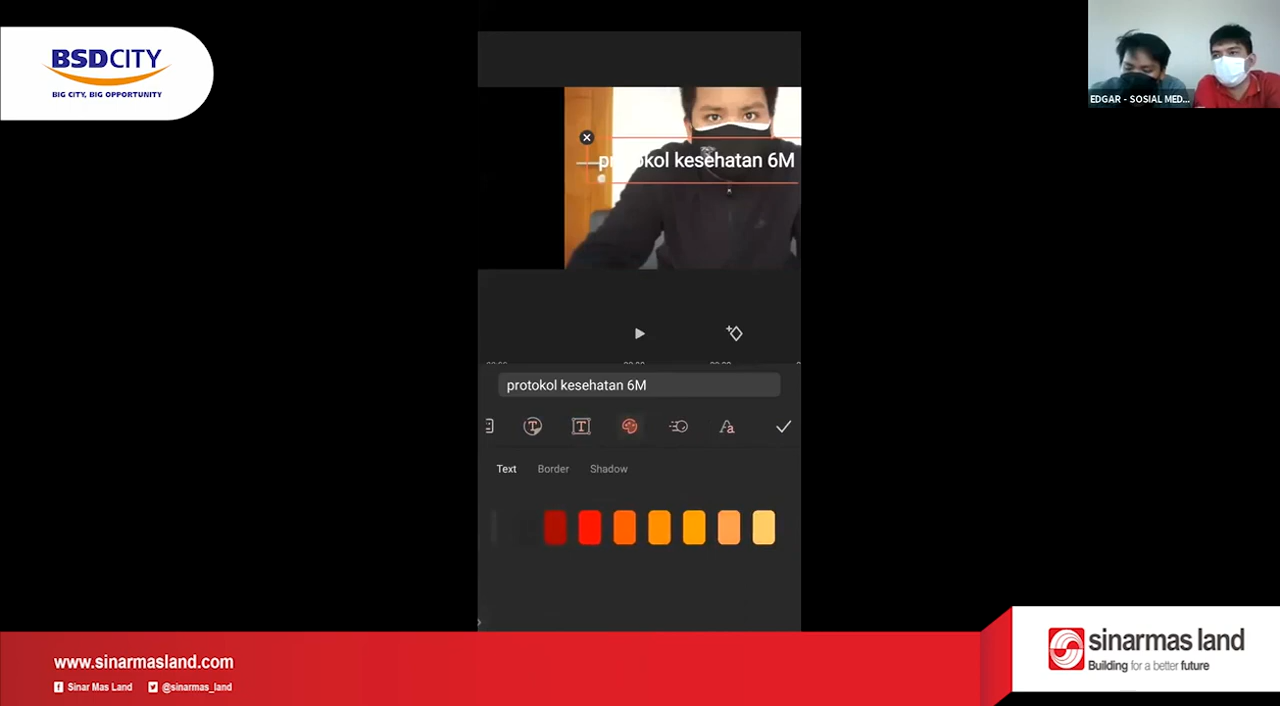 BSDCITY
BIG CITY, BIG OPPORTUNITY
EDGAR - SOSIAL MED...
protokol kesehatan 6M
protokol kesehatan 6M
T
T
Aa
Text
Border
Shadow
www.sinarmasland.com
Sinar Mas Land
@sinarmas_land
sinarmas land
Building for a better future